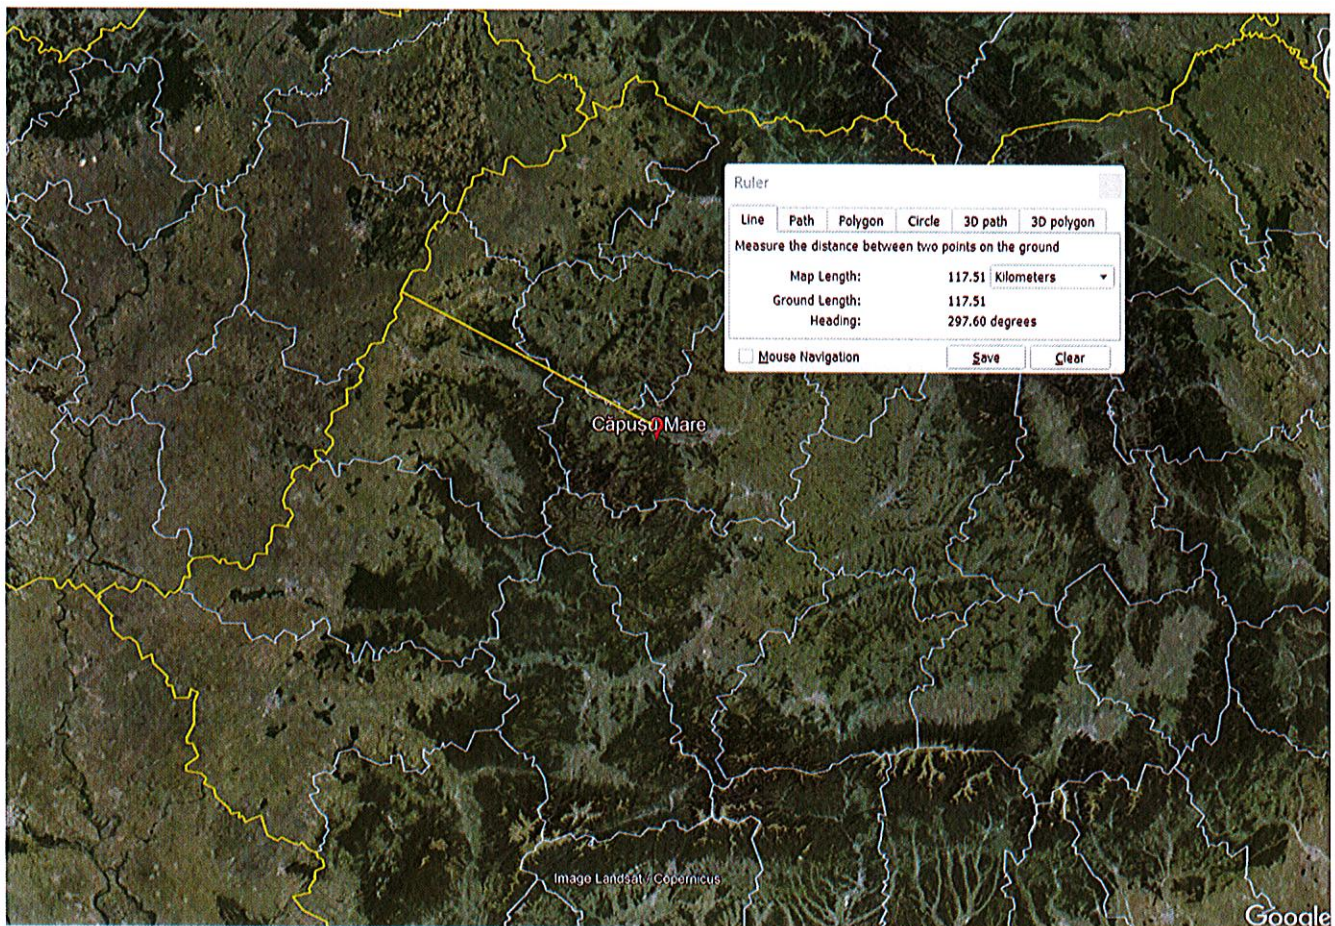 Ruler
Line Path Polygon Circle 3D path 3D polygon
Measure the distance between two points on the ground
Map Length: 117.51 Kilometers
Ground Length: 117.51
Heading: 297.60 degrees
Mouse Navigation Save Clear
Căpușu Mare
Image Landsat / Copernicus
Google